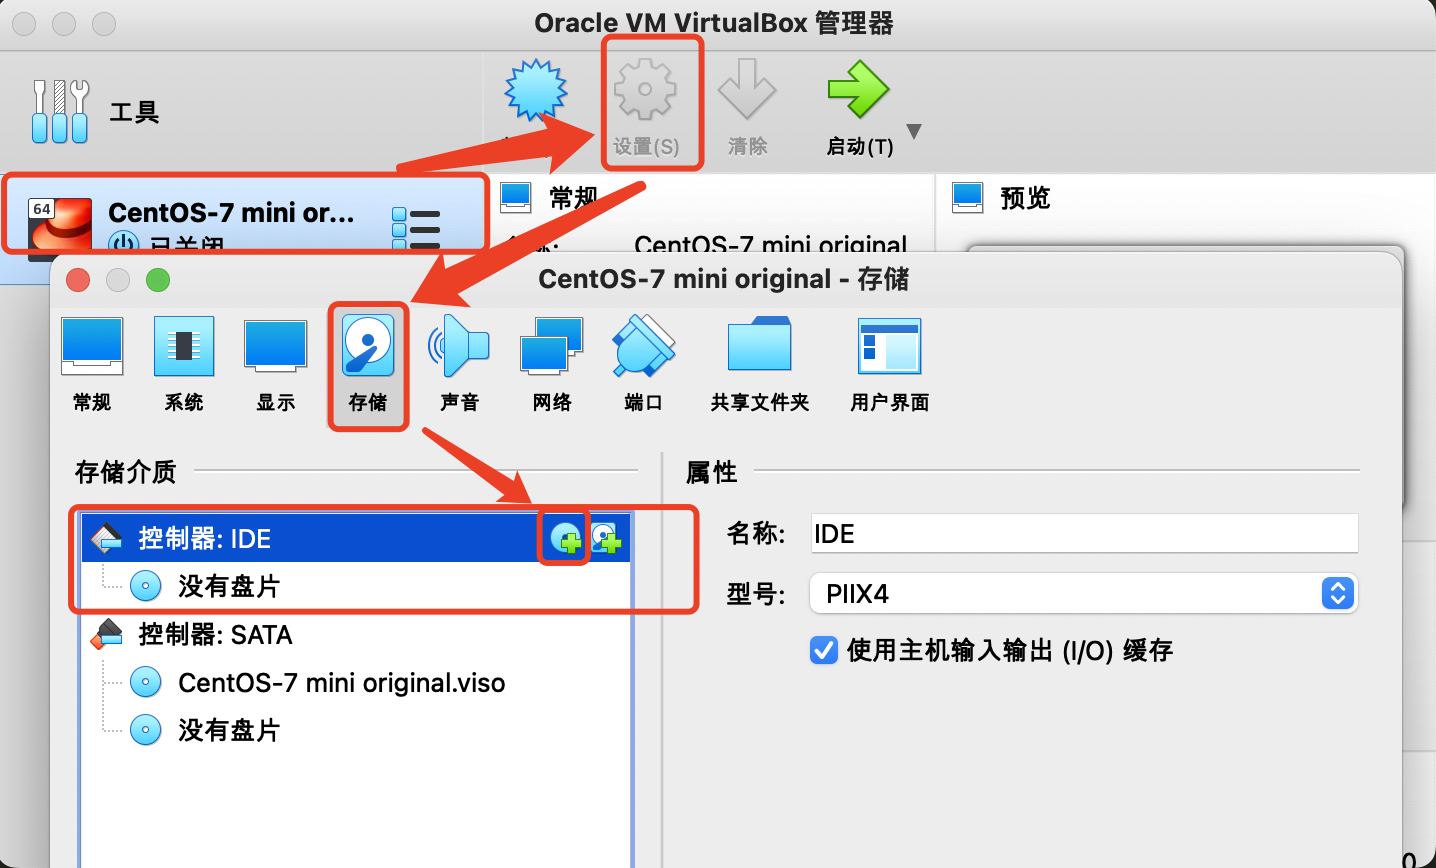 Oracle VM VirtualBox 管理器
工具
设置(S)
清除
启动(T)
64
CentOS-7 mini or...
已关闭
常规
CentOS-7 mini original
预览
CentOS-7 mini original - 存储
常规
系统
显示
存储
声音
网络
端口
共享文件夹
用户界面
存储介质
控制器: IDE
没有盘片
控制器: SATA
CentOS-7 mini original.viso
没有盘片
属性
名称:
IDE
型号:
PIIX4
使用主机输入输出 (I/O) 缓存